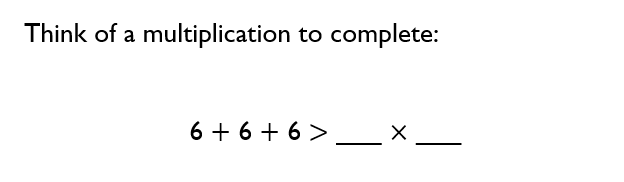 Think of a multiplication to complete:
6 + 6 + 6 > ___ × ___